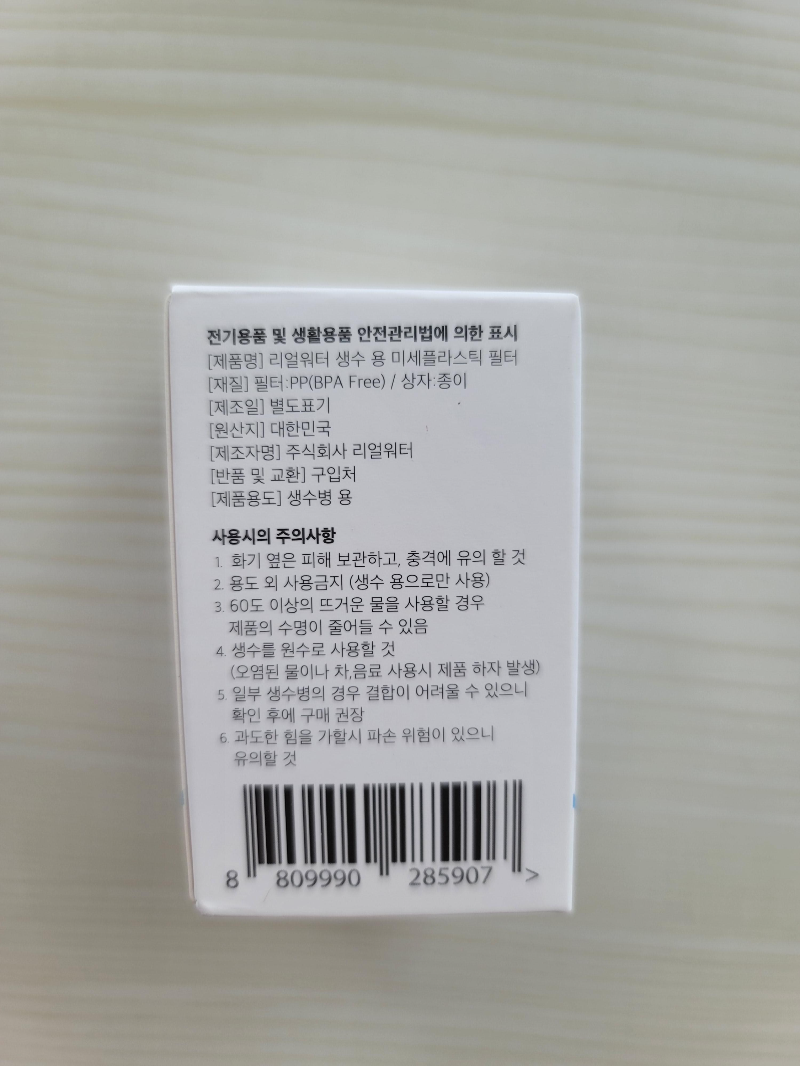 전기용품 및 생활용품 안전관리법에 의한 표시
[제품명] 리얼워터 생수 용 미세플라스틱 필터
[재질] 필터:PP(BPA Free) / 상자:종이
[제조일] 별도표기
[원산지] 대한민국
[제조자명] 주식회사 리얼워터
[반품 및 교환] 구입처
[제품용도] 생수병 용
사용시의 주의사항
1. 화기 옆은 피해 보관하고, 충격에 유의 할 것
2. 용도 외 사용금지 (생수 용으로만 사용)
3. 60도 이상의 뜨거운 물을 사용할 경우
제품의 수명이 줄어들 수 있음
4. 생수를 원수로 사용할 것
(오염된 물이나 차,음료 사용시 제품 하자 발생)
5. 일부 생수병의 경우 결합이 어려울 수 있으니
확인 후에 구매 권장
6. 과도한 힘을 가할시 파손 위험이 있으니
유의할 것
8 809990 285907 >